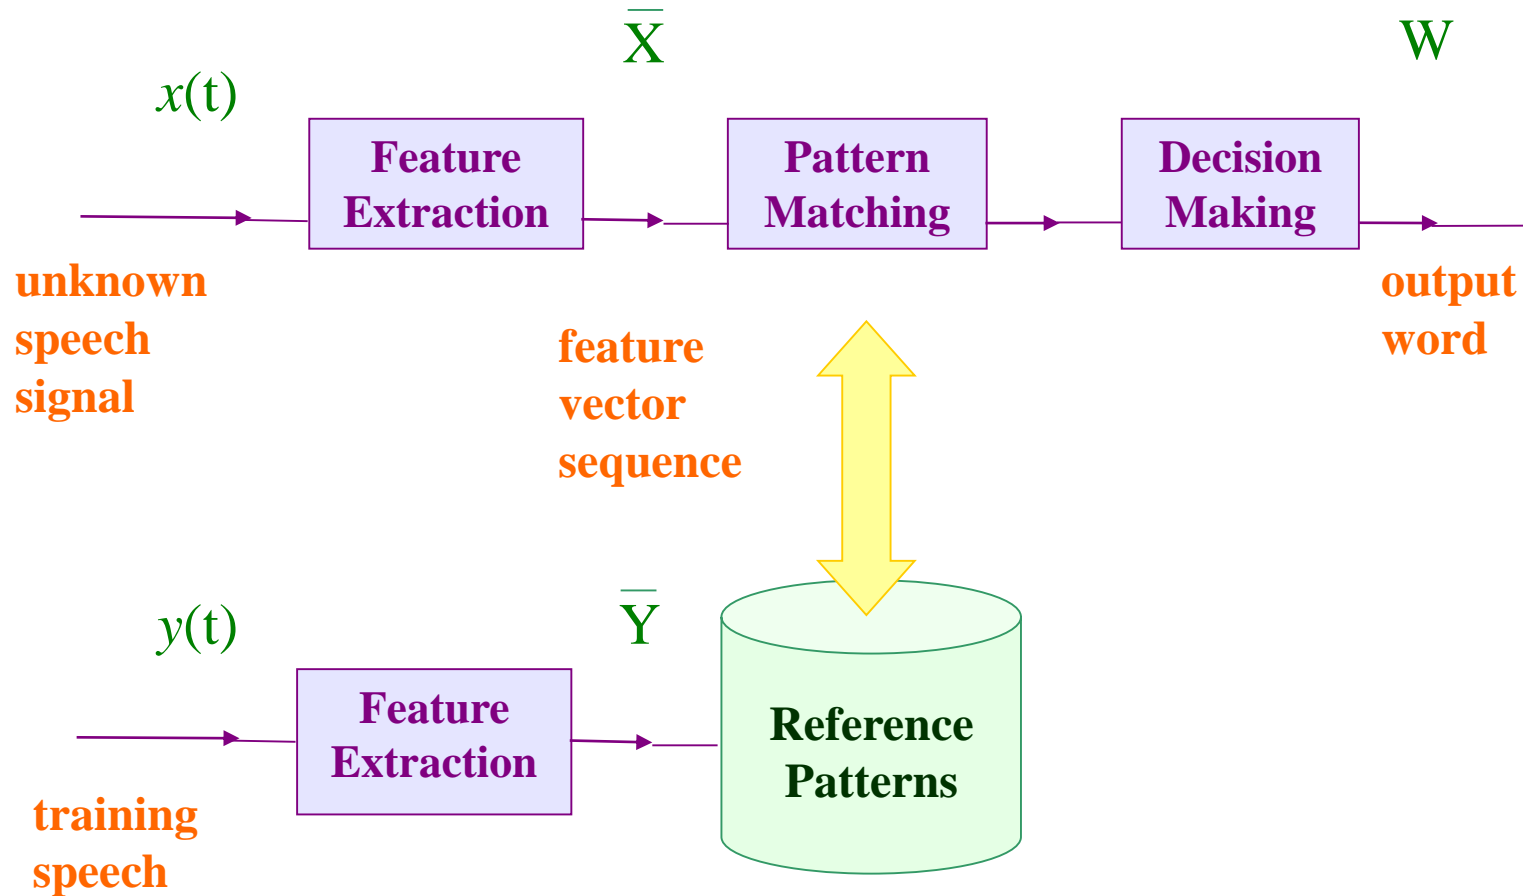 X̅
W
x(t)
Feature
Extraction
Pattern
Matching
Decision
Making
unknown
speech
signal
feature
vector
sequence
output
word
y(t)
Y̅
Feature
Extraction
Reference
Patterns
training
speech